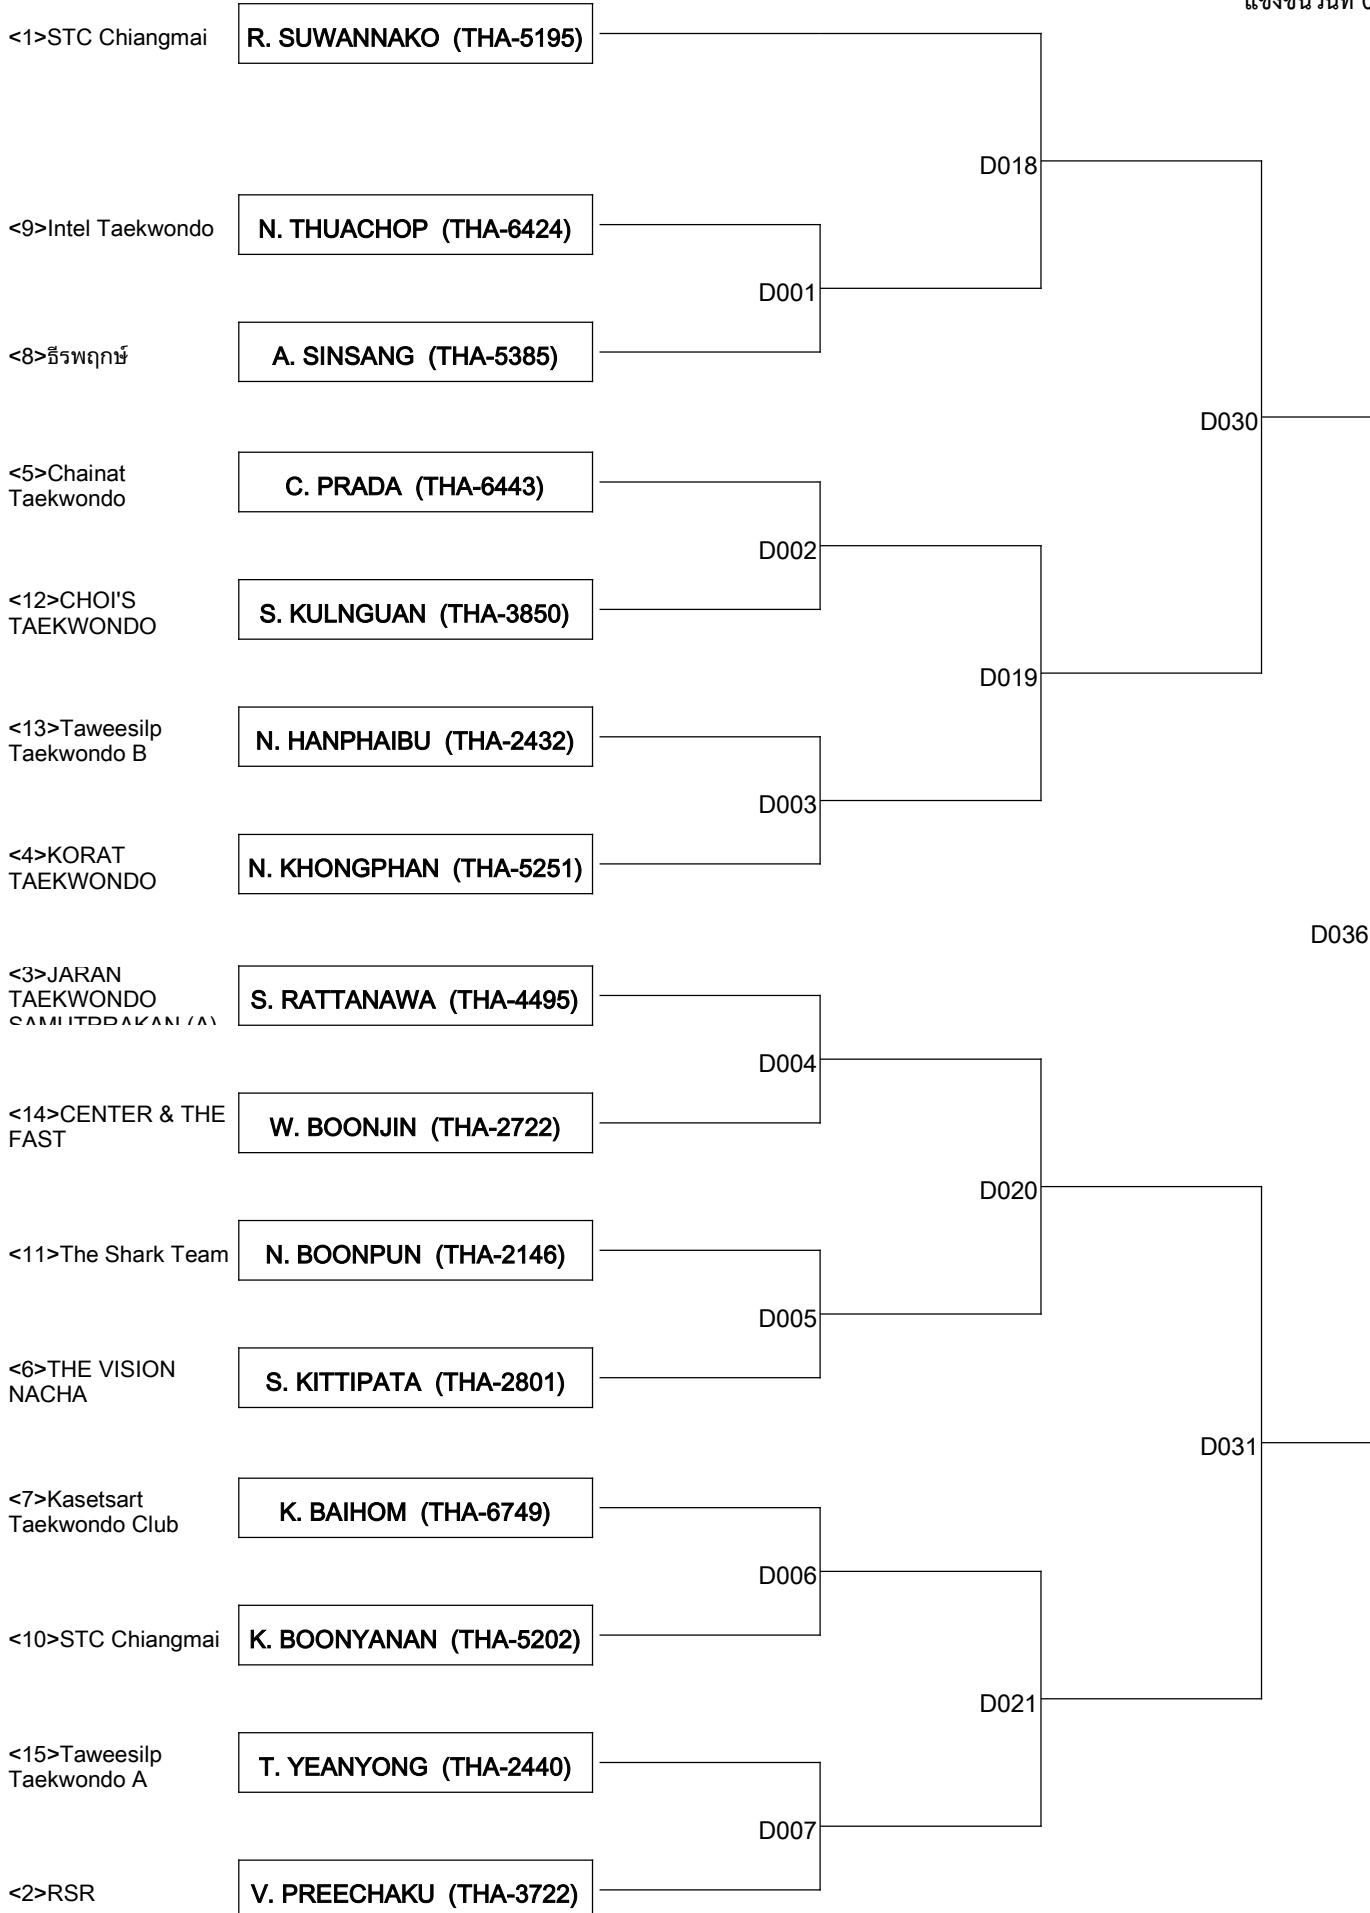 <1>STC Chiangmai
R. SUWANNAKO (THA-5195)
D018
<9>Intel Taekwondo
N. THUACHOP (THA-6424)
D001
<8>ธีรพฤกษ์
A. SINSANG (THA-5385)
D030
<5>Chainat
Taekwondo
C. PRADA (THA-6443)
D002
<12>CHOI'S
TAEKWONDO
S. KULNGUAN (THA-3850)
D019
<13>Taweesilp
Taekwondo B
N. HANPHAIBU (THA-2432)
D003
<4>KORAT
TAEKWONDO
N. KHONGPHAN (THA-5251)
D036
<3>JARAN
TAEKWONDO
SAMUTPRAKAN (A)
S. RATTANAWA (THA-4495)
D004
<14>CENTER & THE
FAST
W. BOONJIN (THA-2722)
D020
<11>The Shark Team
N. BOONPUN (THA-2146)
D005
<6>THE VISION
NACHA
S. KITTIPATA (THA-2801)
D031
<7>Kasetsart
Taekwondo Club
K. BAIHOM (THA-6749)
D006
<10>STC Chiangmai
K. BOONYANAN (THA-5202)
D021
<15>Taweesilp
Taekwondo A
T. YEANYONG (THA-2440)
D007
<2>RSR
V. PREECHAKU (THA-3722)